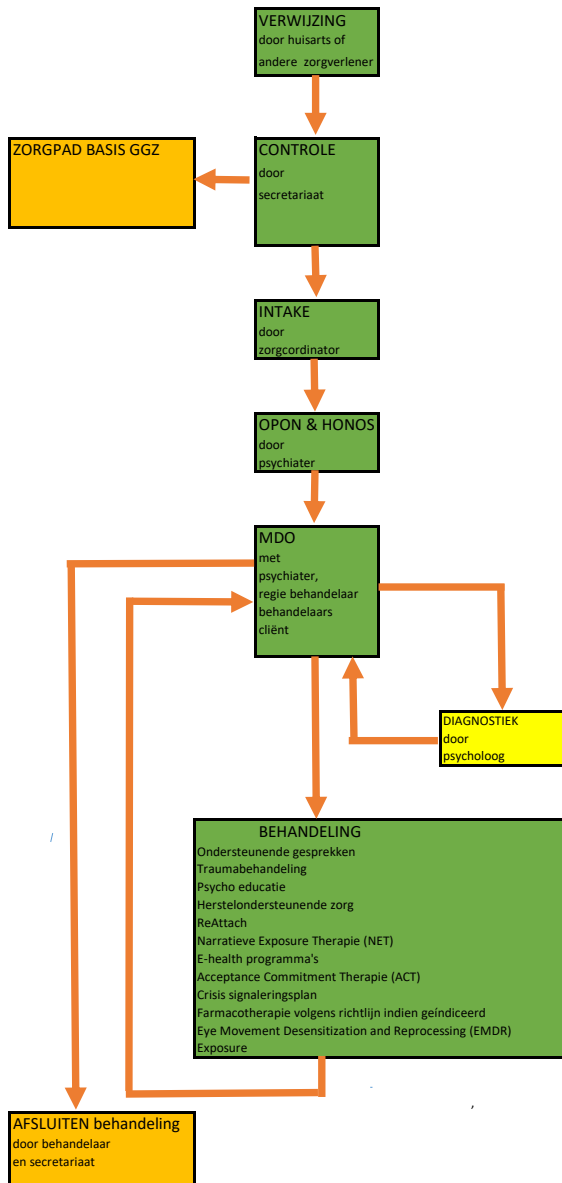 VERWIJZING
door huisarts of
andere zorgverlener
ZORGPAD BASIS GGZ
CONTROLE
door
secretariaat
INTAKE
door
zorgcordinator
OPON & HONOS
door
psychiater
MDO
met
psychiater,
regie behandelaar
behandelaars
cliënt
DIAGNOSTIEK
door
psycholoog
BEHANDELING
Ondersteunende gesprekken
Traumabehandeling
Psycho educatie
Herstelondersteunende zorg
ReAttach
Narratieve Exposure Therapie (NET)
E-health programma's
Acceptance Commitment Therapie (ACT)
Crisis signaleringsplan
Farmacotherapie volgens richtlijn indien geïndiceerd
Eye Movement Desensitization and Reprocessing (EMDR)
Exposure
AFSLUITEN behandeling
door behandelaar
en secretariaat